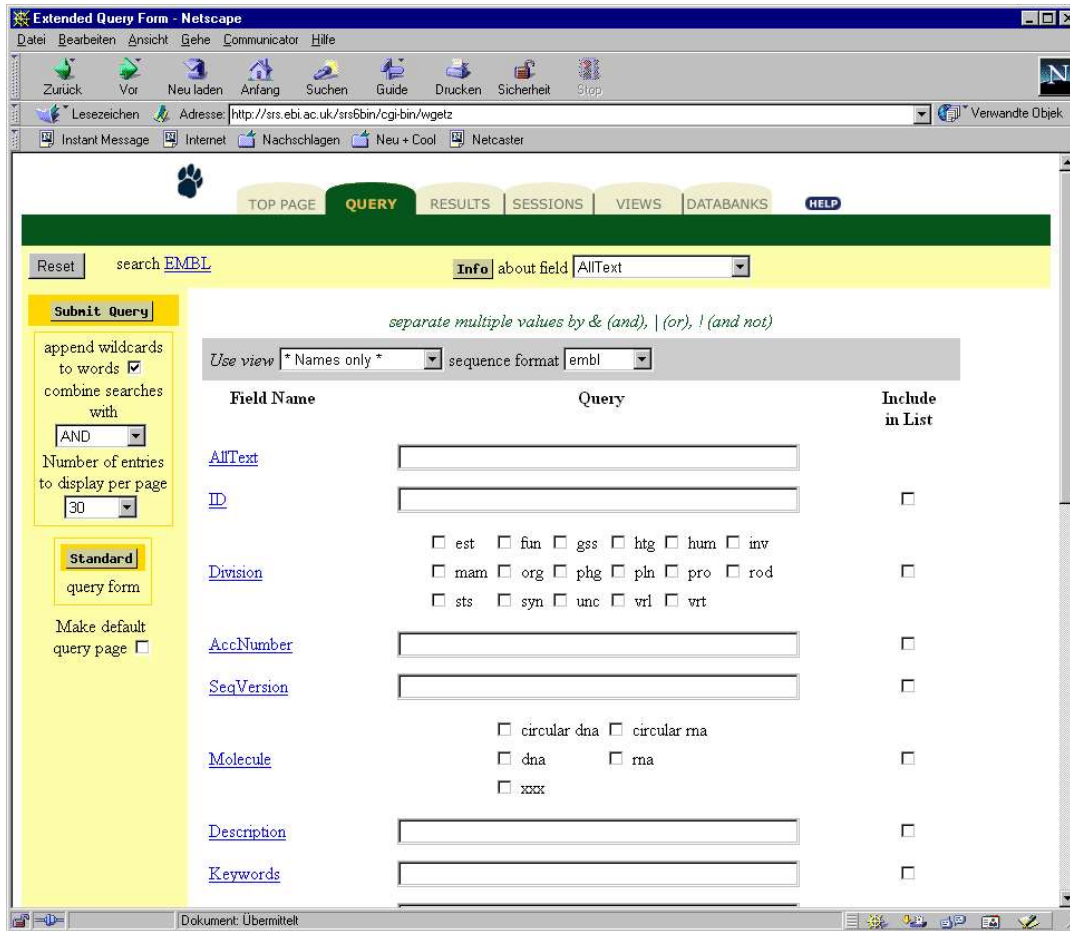 Extended Query Form - Netscape
Datei Bearbeiten Ansicht Gehe Communicator Hilfe
Zurück Vor Neu laden Anfang Suchen Guide Drucken Sicherheit Stop
N
Lesezeichen Adresse: http://srs.ebi.ac.uk/srs6bin/cgi-bin/wgetz Verwandte Objek
Instant Message Internet Nachschlagen Neu + Cool Netcaster
TOP PAGE QUERY RESULTS SESSIONS VIEWS DATABANKS HELP
Reset search EMBL Info about field AllText
Submit Query
append wildcards
to words
combine searches
with
AND
Number of entries
to display per page
30
Standard
query form
Make default
query page
separate multiple values by & (and), | (or), ! (and not)
Use view * Names only * sequence format embl
Field Name Query Include
in List
AllText
ID
est fun gss htg hum inv
Division mam org phg pln pro rod
sts syn unc vrl vrt
AccNumber
SeqVersion
circular dna circular rna
Molecule dna rna
xxx
Description
Keywords
Dokument: Übermittelt